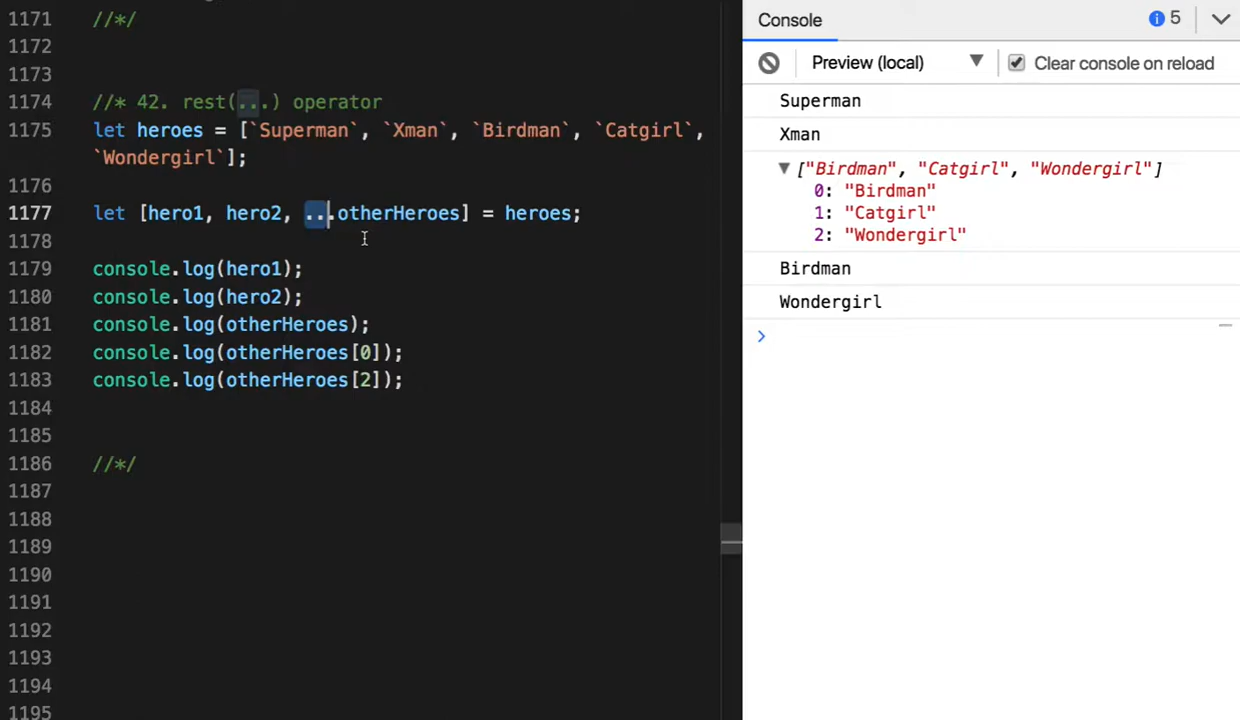 1171 //*/
1172
1173
1174 //* 42. rest(...) operator
1175 let heroes = [`Superman`, `Xman`, `Birdman`, `Catgirl`,
`Wondergirl`];
1176
1177 let [hero1, hero2, ...otherHeroes] = heroes;
1178
1179 console.log(hero1);
1180 console.log(hero2);
1181 console.log(otherHeroes);
1182 console.log(otherHeroes[0]);
1183 console.log(otherHeroes[2]);
1184
1185
1186 //*/
1187
1188
1189
1190
1191
1192
1193
1194
1195
Console
5
Preview (local)
Clear console on reload
Superman
Xman
["Birdman", "Catgirl", "Wondergirl"]
0: "Birdman"
1: "Catgirl"
2: "Wondergirl"
Birdman
Wondergirl